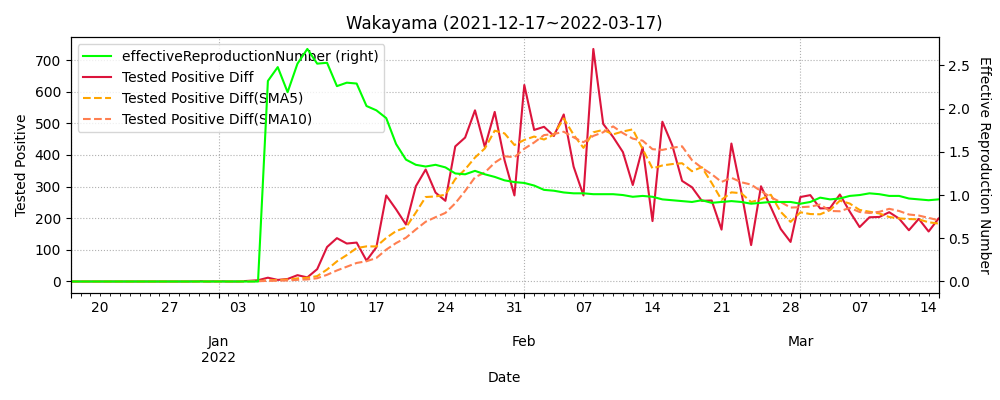 Wakayama (2021-12-17~2022-03-17)
effectiveReproductionNumber (right)
Tested Positive Diff
Tested Positive Diff(SMA5)
Tested Positive Diff(SMA10)
Tested Positive
700
600
500
400
300
200
100
0
2.5
2.0
1.5
1.0
0.5
0.0
Effective Reproduction Number
20 27 03 10 17 24 31 07 14 21 28 07 14
Jan Feb Mar
2022
Date